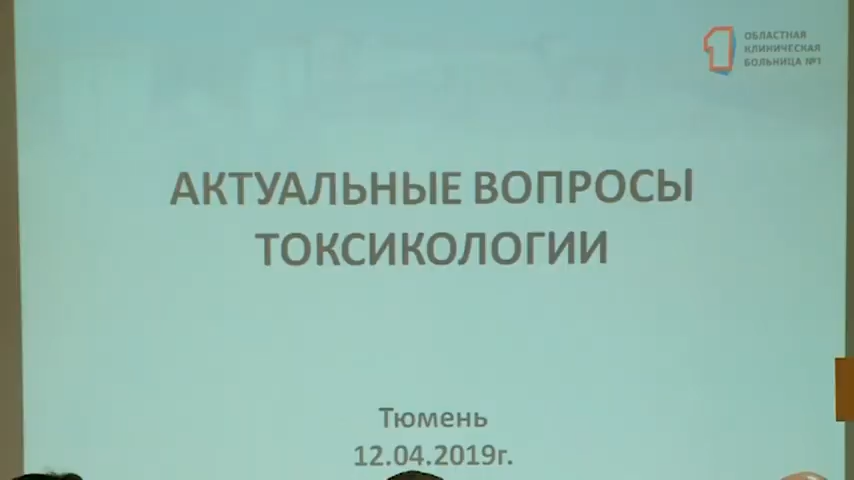 ОБЛАСТНАЯ
КЛИНИЧЕСКАЯ
БОЛЬНИЦА №1
АКТУАЛЬНЫЕ ВОПРОСЫ
ТОКСИКОЛОГИИ
Тюмень
12.04.2019г.